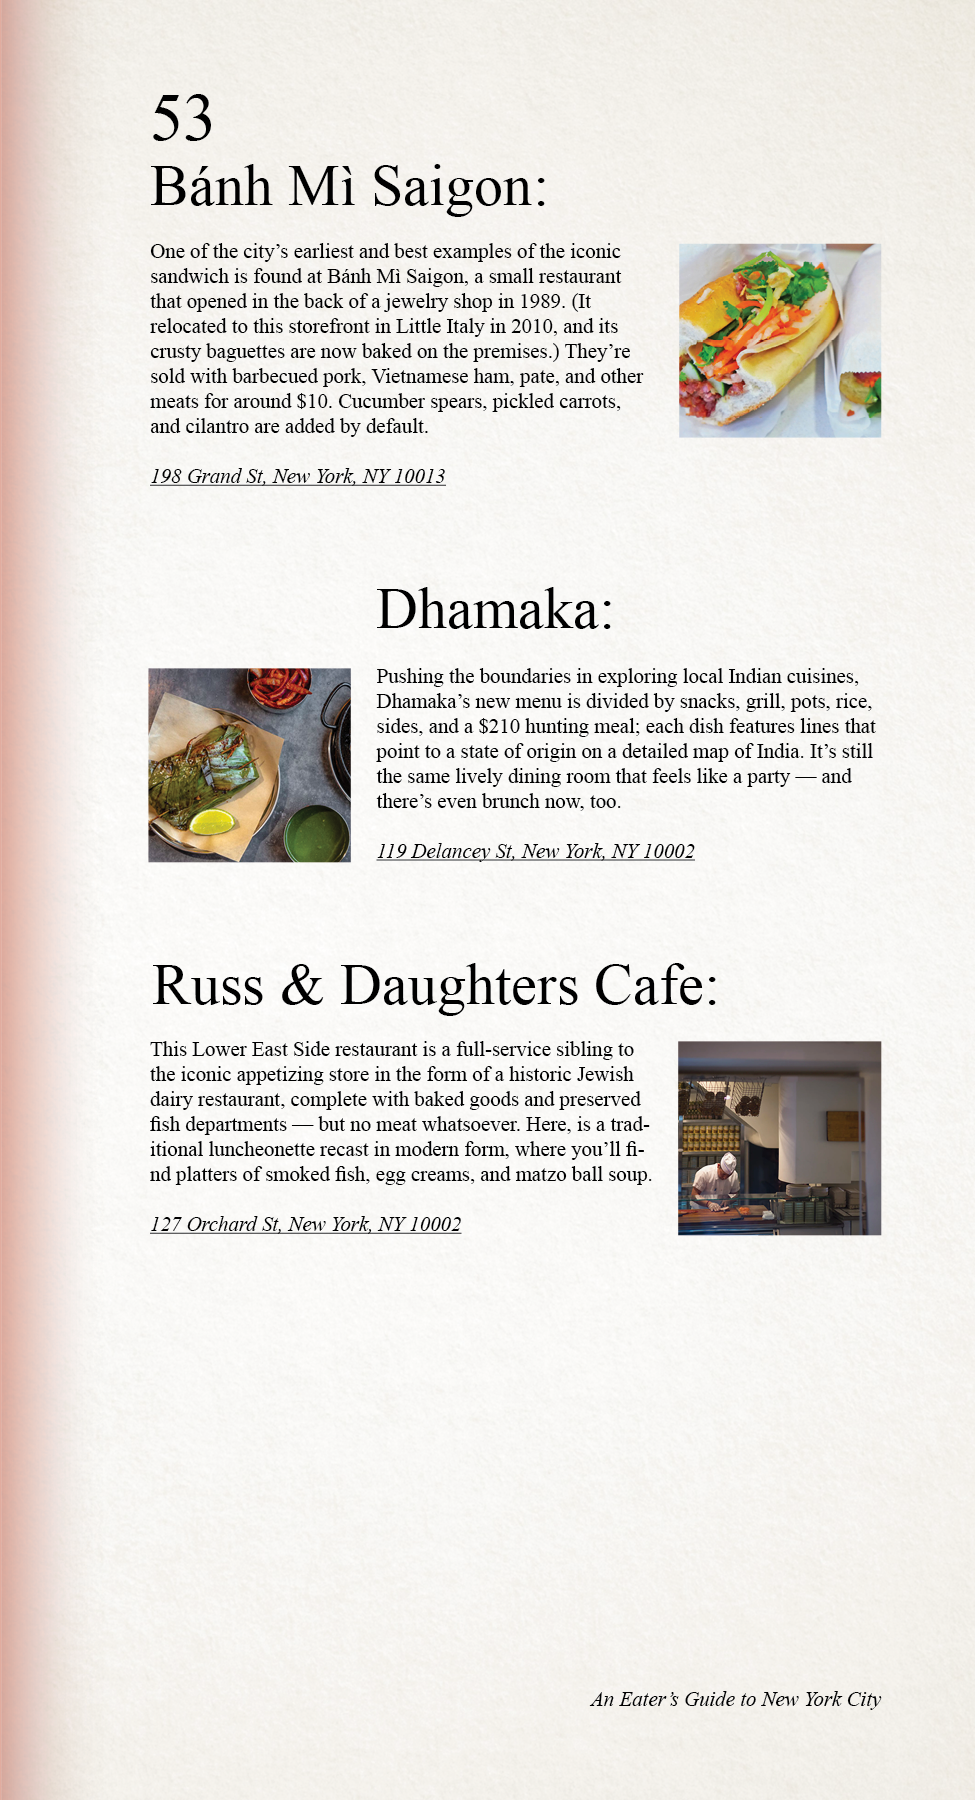 53
Bánh Mì Saigon:
One of the city’s earliest and best examples of the iconic
sandwich is found at Bánh Mì Saigon, a small restaurant
that opened in the back of a jewelry shop in 1989. (It
relocated to this storefront in Little Italy in 2010, and its
crusty baguettes are now baked on the premises.) They’re
sold with barbecued pork, Vietnamese ham, pate, and other
meats for around $10. Cucumber spears, pickled carrots,
and cilantro are added by default.
198 Grand St, New York, NY 10013
Dhamaka:
Pushing the boundaries in exploring local Indian cuisines,
Dhamaka’s new menu is divided by snacks, grill, pots, rice,
sides, and a $210 hunting meal; each dish features lines that
point to a state of origin on a detailed map of India. It’s still
the same lively dining room that feels like a party — and
there’s even brunch now, too.
119 Delancey St, New York, NY 10002
Russ & Daughters Cafe:
This Lower East Side restaurant is a full-service sibling to
the iconic appetizing store in the form of a historic Jewish
dairy restaurant, complete with baked goods and preserved
fish departments — but no meat whatsoever. Here, is a trad-
itional luncheonette recast in modern form, where you’ll fi-
nd platters of smoked fish, egg creams, and matzo ball soup.
127 Orchard St, New York, NY 10002
An Eater’s Guide to New York City